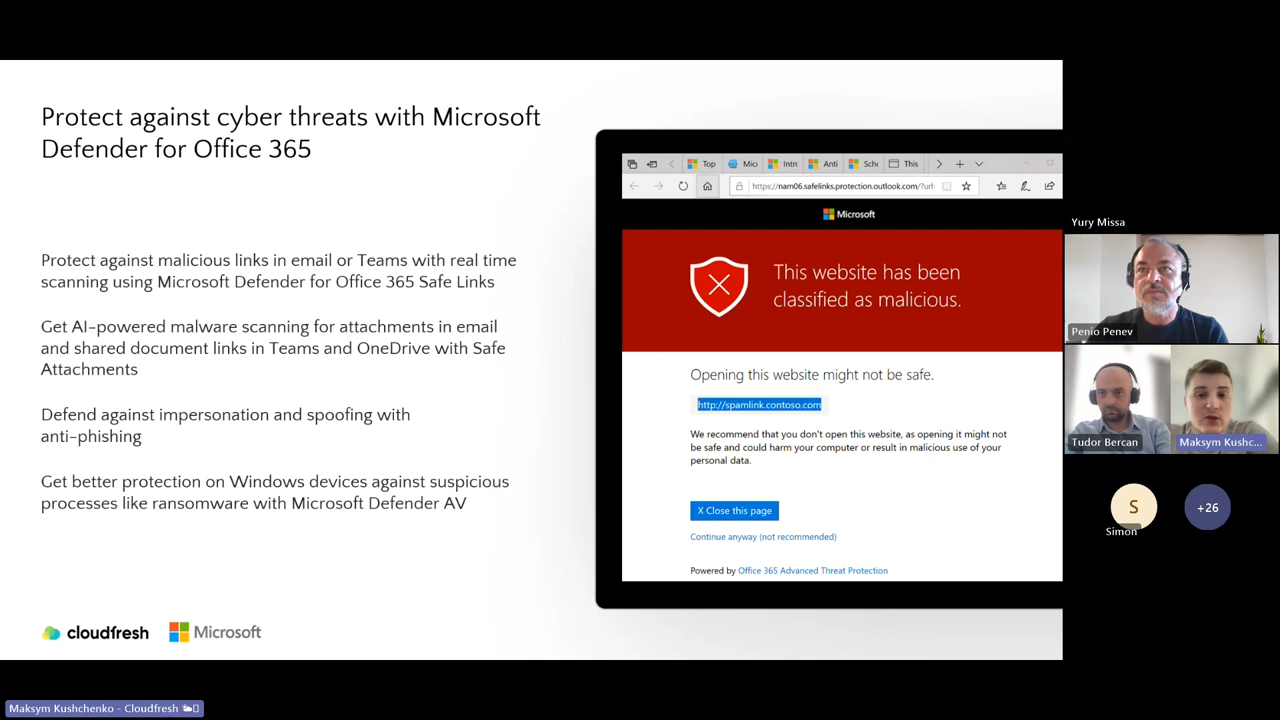 Protect against cyber threats with Microsoft
Defender for Office 365
Protect against malicious links in email or Teams with real time
scanning using Microsoft Defender for Office 365 Safe Links
Get AI-powered malware scanning for attachments in email
and shared document links in Teams and OneDrive with Safe
Attachments
Defend against impersonation and spoofing with
anti-phishing
Get better protection on Windows devices against suspicious
processes like ransomware with Microsoft Defender AV
cloudfresh
Microsoft
Top
Micr
Intro
Anti
Sch
This
https://nam06.safelinks.protection.outlook.com/?url
Microsoft
This website has been
classified as malicious.
Opening this website might not be safe.
http://spamlink.contoso.com
We recommend that you don't open this website, as opening it might not
be safe and could harm your computer or result in malicious use of your
personal data.
X Close this page
Continue anyway (not recommended)
Powered by Office 365 Advanced Threat Protection
Yury Missa
Penio Penev
Tudor Bercan
Maksym Kushc...
S
Simon
+26
Maksym Kushchenko - Cloudfresh